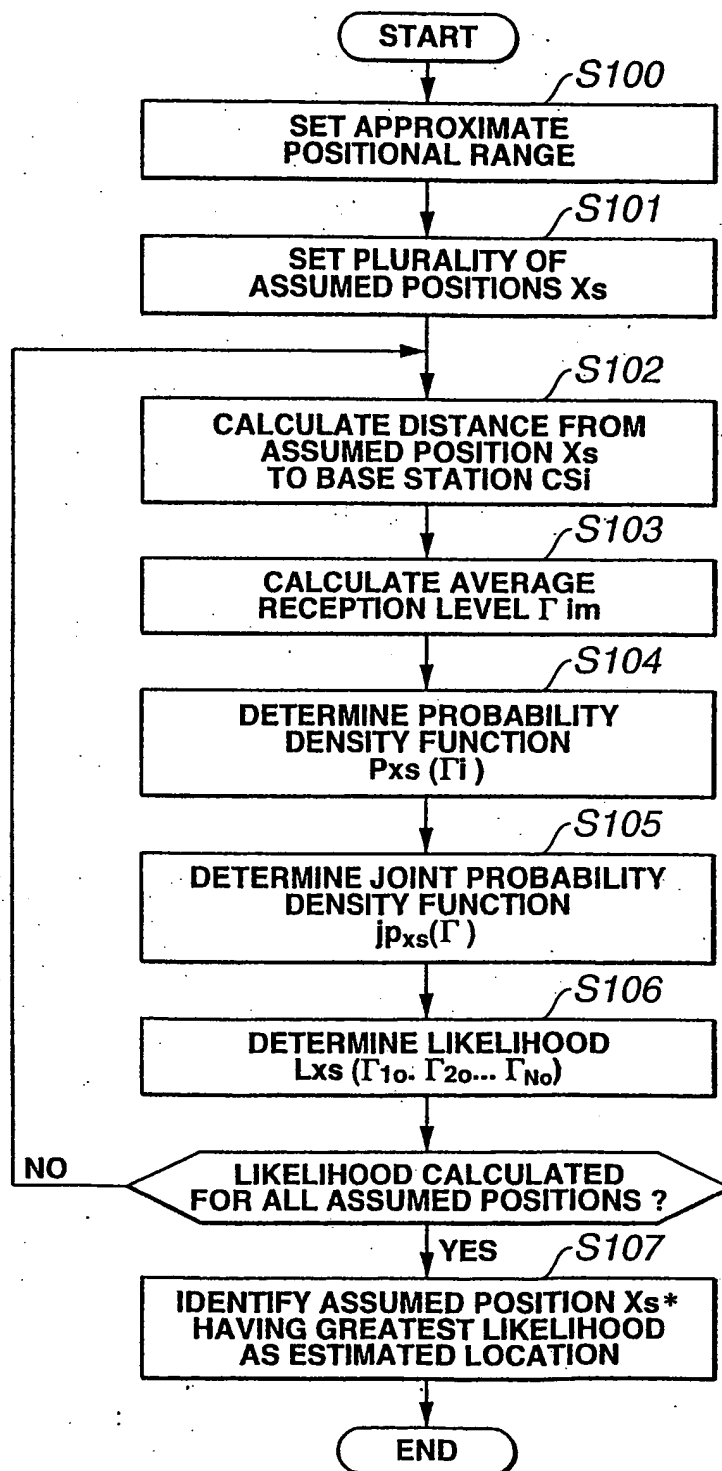 START
S100
SET APPROXIMATE
POSITIONAL RANGE
S101
SET PLURALITY OF
ASSUMED POSITIONS Xs
S102
CALCULATE DISTANCE FROM
ASSUMED POSITION Xs
TO BASE STATION CSi
S103
CALCULATE AVERAGE
RECEPTION LEVEL Γ im
S104
DETERMINE PROBABILITY
DENSITY FUNCTION
Pxs (Γi )
S105
DETERMINE JOINT PROBABILITY
DENSITY FUNCTION
jpxs(Γ )
S106
DETERMINE LIKELIHOOD
Lxs (Γ1o. Γ2o... ΓNo)
NO
LIKELIHOOD CALCULATED
FOR ALL ASSUMED POSITIONS ?
YES
S107
IDENTIFY ASSUMED POSITION Xs*
HAVING GREATEST LIKELIHOOD
AS ESTIMATED LOCATION
END